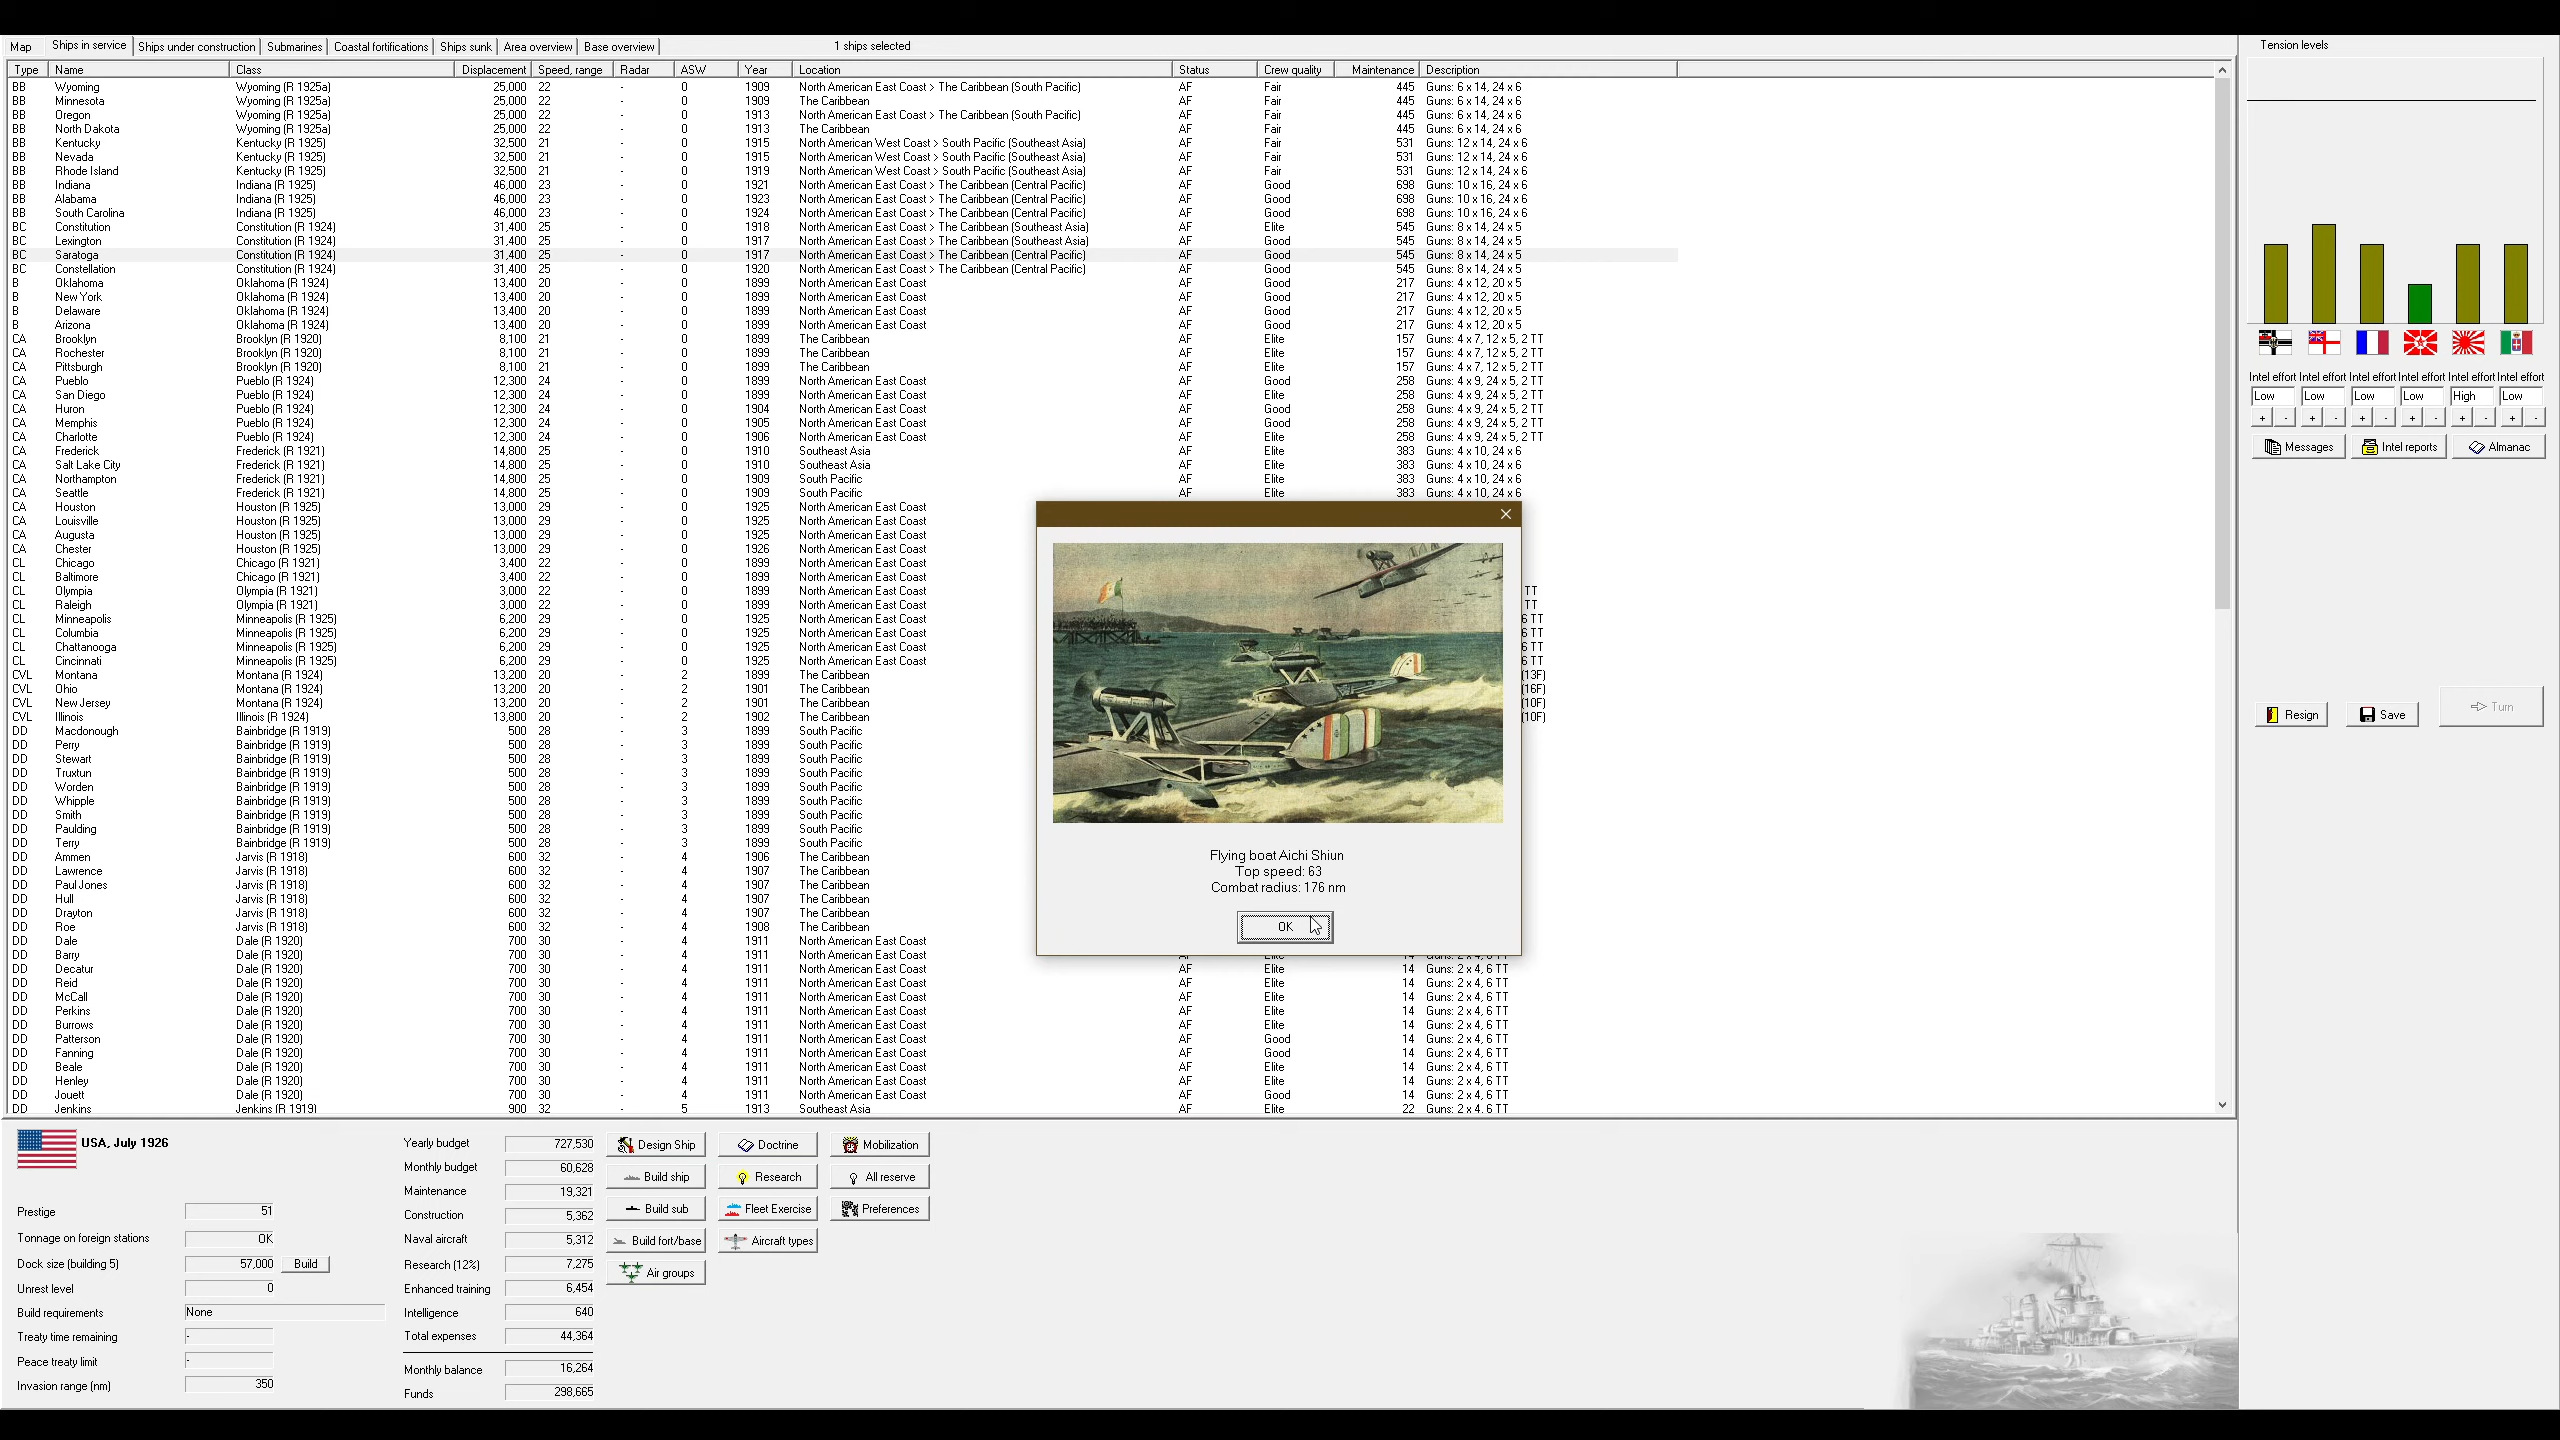 Map Ships in service Ships under construction Submarines Coastal fortifications Ships sunk Area overview Base overview 1 ships selected
Tension levels
Type Name Class Displacement Speed, range Radar ASW Year Location Status Crew quality Maintenance Description
BB Wyoming Wyoming (R 1925a) 25,000 22 - 0 1909 North American East Coast > The Caribbean (South Pacific) AF Fair 445 Guns: 6 x 14, 24 x 6
BB Minnesota Wyoming (R 1925a) 25,000 22 - 0 1909 The Caribbean AF Fair 445 Guns: 6 x 14, 24 x 6
BB Oregon Wyoming (R 1925a) 25,000 22 - 0 1913 North American East Coast > The Caribbean (South Pacific) AF Fair 445 Guns: 6 x 14, 24 x 6
BB North Dakota Wyoming (R 1925a) 25,000 22 - 0 1913 The Caribbean AF Fair 445 Guns: 6 x 14, 24 x 6
BB Kentucky Kentucky (R 1925) 32,500 21 - 0 1915 North American West Coast > South Pacific (Southeast Asia) AF Fair 531 Guns: 12 x 14, 24 x 6
BB Nevada Kentucky (R 1925) 32,500 21 - 0 1915 North American West Coast > South Pacific (Southeast Asia) AF Fair 531 Guns: 12 x 14, 24 x 6
BB Rhode Island Kentucky (R 1925) 32,500 21 - 0 1919 North American West Coast > South Pacific (Southeast Asia) AF Fair 531 Guns: 12 x 14, 24 x 6
BB Indiana Indiana (R 1925) 46,000 23 - 0 1921 North American East Coast > The Caribbean (Central Pacific) AF Good 698 Guns: 10 x 16, 24 x 6
BB Alabama Indiana (R 1925) 46,000 23 - 0 1923 North American East Coast > The Caribbean (Central Pacific) AF Good 698 Guns: 10 x 16, 24 x 6
BB South Carolina Indiana (R 1925) 46,000 23 - 0 1924 North American East Coast > The Caribbean (Central Pacific) AF Good 698 Guns: 10 x 16, 24 x 6
BC Constitution Constitution (R 1924) 31,400 25 - 0 1918 North American East Coast > The Caribbean (Southeast Asia) AF Elite 545 Guns: 8 x 14, 24 x 5
BC Lexington Constitution (R 1924) 31,400 25 - 0 1917 North American East Coast > The Caribbean (Southeast Asia) AF Good 545 Guns: 8 x 14, 24 x 5
BC Saratoga Constitution (R 1924) 31,400 25 - 0 1917 North American East Coast > The Caribbean (Central Pacific) AF Good 545 Guns: 8 x 14, 24 x 5
BC Constellation Constitution (R 1924) 31,400 25 - 0 1920 North American East Coast > The Caribbean (Central Pacific) AF Good 545 Guns: 8 x 14, 24 x 5
B Oklahoma Oklahoma (R 1924) 13,400 20 - 0 1899 North American East Coast AF Good 217 Guns: 4 x 12, 20 x 5
B New York Oklahoma (R 1924) 13,400 20 - 0 1899 North American East Coast AF Good 217 Guns: 4 x 12, 20 x 5
B Delaware Oklahoma (R 1924) 13,400 20 - 0 1899 North American East Coast AF Good 217 Guns: 4 x 12, 20 x 5
B Arizona Oklahoma (R 1924) 13,400 20 - 0 1899 North American East Coast AF Good 217 Guns: 4 x 12, 20 x 5
CA Brooklyn Brooklyn (R 1920) 8,100 21 - 0 1899 The Caribbean AF Elite 157 Guns: 4 x 7, 12 x 5, 2 TT
CA Rochester Brooklyn (R 1920) 8,100 21 - 0 1899 The Caribbean AF Elite 157 Guns: 4 x 7, 12 x 5, 2 TT
CA Pittsburgh Brooklyn (R 1920) 8,100 21 - 0 1899 The Caribbean AF Elite 157 Guns: 4 x 7, 12 x 5, 2 TT
CA Pueblo Pueblo (R 1924) 12,300 24 - 0 1899 North American East Coast AF Good 258 Guns: 4 x 9, 24 x 5, 2 TT
CA San Diego Pueblo (R 1924) 12,300 24 - 0 1899 North American East Coast AF Elite 258 Guns: 4 x 9, 24 x 5, 2 TT
CA Huron Pueblo (R 1924) 12,300 24 - 0 1904 North American East Coast AF Good 258 Guns: 4 x 9, 24 x 5, 2 TT
CA Memphis Pueblo (R 1924) 12,300 24 - 0 1905 North American East Coast AF Good 258 Guns: 4 x 9, 24 x 5, 2 TT
CA Charlotte Pueblo (R 1924) 12,300 24 - 0 1906 North American East Coast AF Elite 258 Guns: 4 x 9, 24 x 5, 2 TT
CA Frederick Frederick (R 1921) 14,800 25 - 0 1910 Southeast Asia AF Elite 383 Guns: 4 x 10, 24 x 6
CA Salt Lake City Frederick (R 1921) 14,800 25 - 0 1910 Southeast Asia AF Elite 383 Guns: 4 x 10, 24 x 6
CA Northampton Frederick (R 1921) 14,800 25 - 0 1909 South Pacific AF Elite 383 Guns: 4 x 10, 24 x 6
CA Seattle Frederick (R 1921) 14,800 25 - 0 1909 South Pacific AF Elite 383 Guns: 4 x 10, 24 x 6
CA Houston Houston (R 1925) 13,000 29 - 0 1925 North American East Coast
CA Louisville Houston (R 1925) 13,000 29 - 0 1925 North American East Coast
CA Augusta Houston (R 1925) 13,000 29 - 0 1925 North American East Coast
CA Chester Houston (R 1925) 13,000 29 - 0 1926 North American East Coast
CL Chicago Chicago (R 1921) 3,400 22 - 0 1899 North American East Coast
CL Baltimore Chicago (R 1921) 3,400 22 - 0 1899 North American East Coast
CL Olympia Olympia (R 1921) 3,000 22 - 0 1899 North American East Coast TT
CL Raleigh Olympia (R 1921) 3,000 22 - 0 1899 North American East Coast TT
CL Minneapolis Minneapolis (R 1925) 6,200 29 - 0 1925 North American East Coast 6 TT
CL Columbia Minneapolis (R 1925) 6,200 29 - 0 1925 North American East Coast 6 TT
CL Chattanooga Minneapolis (R 1925) 6,200 29 - 0 1925 North American East Coast 6 TT
CL Cincinnati Minneapolis (R 1925) 6,200 29 - 0 1925 North American East Coast 6 TT
CVL Montana Montana (R 1924) 13,200 20 - 2 1899 The Caribbean (13F)
CVL Ohio Montana (R 1924) 13,200 20 - 2 1901 The Caribbean (16F)
CVL New Jersey Montana (R 1924) 13,200 20 - 2 1901 The Caribbean (10F)
CVL Illinois Illinois (R 1924) 13,800 20 - 2 1902 The Caribbean (10F)
DD Macdonough Bainbridge (R 1919) 500 28 - 3 1899 South Pacific
DD Perry Bainbridge (R 1919) 500 28 - 3 1899 South Pacific
DD Stewart Bainbridge (R 1919) 500 28 - 3 1899 South Pacific
DD Truxtun Bainbridge (R 1919) 500 28 - 3 1899 South Pacific
DD Worden Bainbridge (R 1919) 500 28 - 3 1899 South Pacific
DD Whipple Bainbridge (R 1919) 500 28 - 3 1899 South Pacific
DD Smith Bainbridge (R 1919) 500 28 - 3 1899 South Pacific
DD Paulding Bainbridge (R 1919) 500 28 - 3 1899 South Pacific
DD Terry Bainbridge (R 1919) 500 28 - 3 1899 South Pacific
DD Ammen Jarvis (R 1918) 600 32 - 4 1906 The Caribbean
DD Lawrence Jarvis (R 1918) 600 32 - 4 1907 The Caribbean
DD Paul Jones Jarvis (R 1918) 600 32 - 4 1907 The Caribbean
DD Hull Jarvis (R 1918) 600 32 - 4 1907 The Caribbean
DD Drayton Jarvis (R 1918) 600 32 - 4 1907 The Caribbean
DD Roe Jarvis (R 1918) 600 32 - 4 1908 The Caribbean
DD Dale Dale (R 1920) 700 30 - 4 1911 North American East Coast
DD Barry Dale (R 1920) 700 30 - 4 1911 North American East Coast AF Elite 14 Guns: 2 x 4, 6 TT
DD Decatur Dale (R 1920) 700 30 - 4 1911 North American East Coast AF Elite 14 Guns: 2 x 4, 6 TT
DD Reid Dale (R 1920) 700 30 - 4 1911 North American East Coast AF Elite 14 Guns: 2 x 4, 6 TT
DD McCall Dale (R 1920) 700 30 - 4 1911 North American East Coast AF Elite 14 Guns: 2 x 4, 6 TT
DD Perkins Dale (R 1920) 700 30 - 4 1911 North American East Coast AF Elite 14 Guns: 2 x 4, 6 TT
DD Burrows Dale (R 1920) 700 30 - 4 1911 North American East Coast AF Elite 14 Guns: 2 x 4, 6 TT
DD Patterson Dale (R 1920) 700 30 - 4 1911 North American East Coast AF Good 14 Guns: 2 x 4, 6 TT
DD Fanning Dale (R 1920) 700 30 - 4 1911 North American East Coast AF Good 14 Guns: 2 x 4, 6 TT
DD Beale Dale (R 1920) 700 30 - 4 1911 North American East Coast AF Elite 14 Guns: 2 x 4, 6 TT
DD Henley Dale (R 1920) 700 30 - 4 1911 North American East Coast AF Elite 14 Guns: 2 x 4, 6 TT
DD Jouett Dale (R 1920) 700 30 - 4 1911 North American East Coast AF Good 14 Guns: 2 x 4, 6 TT
DD Jenkins Jenkins (R 1919) 900 32 - 5 1913 Southeast Asia AF Elite 22 Guns: 2 x 4, 6 TT
Flying boat Aichi Shiun
Top speed: 63
Combat radius: 176 nm
OK
Intel effort Intel effort Intel effort Intel effort Intel effort Intel effort
Low Low Low Low High Low
+ - + - + - + - + - + -
Messages Intel reports Almanac
Resign Save Turn
USA, July 1926
Prestige 51
Tonnage on foreign stations OK
Dock size (building 5) 57,000 Build
Unrest level 0
Build requirements None
Treaty time remaining -
Peace treaty limit -
Invasion range (nm) 350
Yearly budget 727,530
Monthly budget 60,628
Maintenance 19,321
Construction 5,362
Naval aircraft 5,312
Research (12%) 7,275
Enhanced training 6,454
Intelligence 640
Total expenses 44,364
Monthly balance 16,264
Funds 298,665
Design Ship Doctrine Mobilization
Build ship Research All reserve
Build sub Fleet Exercise Preferences
Build fort/base Aircraft types
Air groups